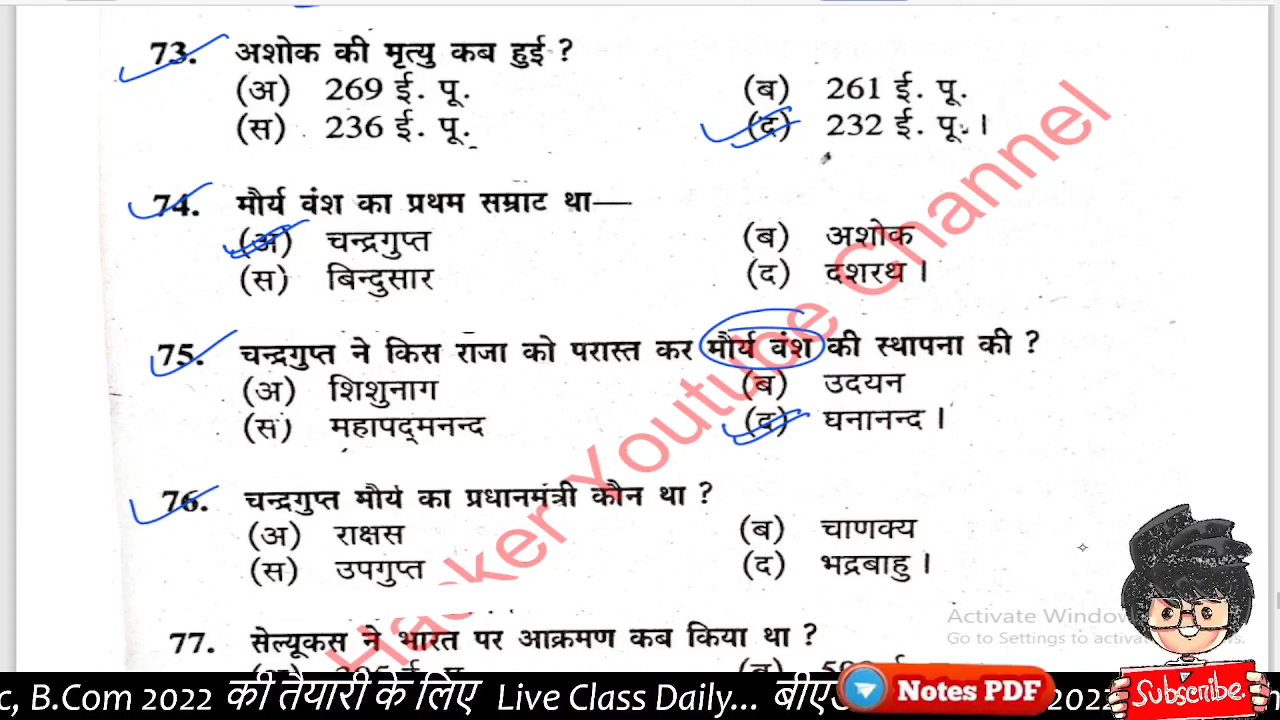 73. अशोक की मृत्यु कब हुई ?
(अ) 269 ई. पू. (ब) 261 ई. पू.
(स) 236 ई. पू. (द) 232 ई. पू. ।
74. मौर्य वंश का प्रथम सम्राट था—
(अ) चन्द्रगुप्त (ब) अशोक
(स) बिन्दुसार (द) दशरथ ।
75. चन्द्रगुप्त ने किस राजा को परास्त कर मौर्य वंश की स्थापना की ?
(अ) शिशुनाग (ब) उदयन
(स) महापद्मनन्द (द) घनानन्द ।
76. चन्द्रगुप्त मौर्य का प्रधानमंत्री कौन था ?
(अ) राक्षस (ब) चाणक्य
(स) उपगुप्त (द) भद्रबाहु ।
77. सेल्यूकस ने भारत पर आक्रमण कब किया था ?
Hacker Youtube Channel
Activate Windows
Go to Settings to activate
B.Com 2022 की तैयारी के लिए Live Class Daily...
Notes PDF
Subscribe